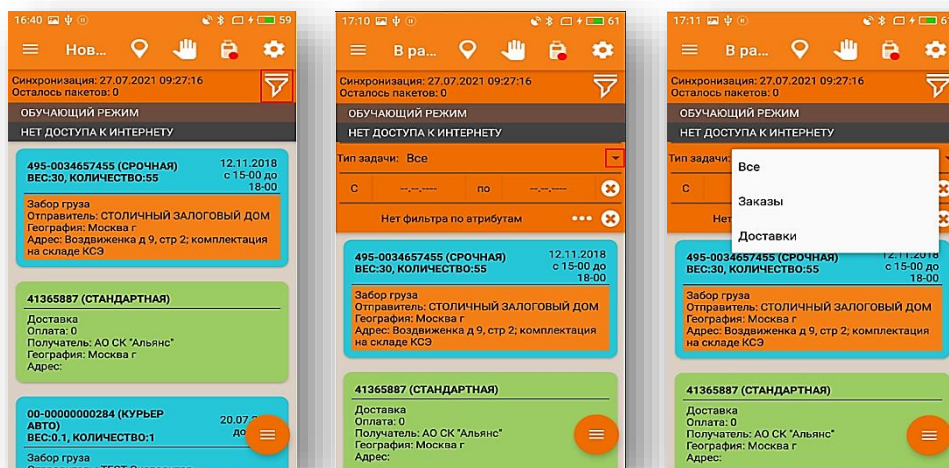 16:40
59
Нов...
Синхронизация: 27.07.2021 09:27:16
Осталось пакетов: 0
ОБУЧАЮЩИЙ РЕЖИМ
НЕТ ДОСТУПА К ИНТЕРНЕТУ
495-0034657455 (СРОЧНАЯ)
12.11.2018
ВЕС:30, КОЛИЧЕСТВО:55
с 15-00 до
18-00
Забор груза
Отправитель: СТОЛИЧНЫЙ ЗАЛОГОВЫЙ ДОМ
География: Москва г
Адрес: Воздвиженка д 9, стр 2; комплектация
на складе КСЭ
41365887 (СТАНДАРТНАЯ)
Доставка
Оплата: 0
Получатель: АО СК "Альянс"
География: Москва г
Адрес:
00-00000000284 (КУРЬЕР
АВТО)
20.07.
ВЕС:0.1, КОЛИЧЕСТВО:1
до
Забор груза
17:10
61
В ра...
Синхронизация: 27.07.2021 09:27:16
Осталось пакетов: 0
ОБУЧАЮЩИЙ РЕЖИМ
НЕТ ДОСТУПА К ИНТЕРНЕТУ
Тип задачи: Все
С --.--.---- по --.--.----
Нет фильтра по атрибутам
495-0034657455 (СРОЧНАЯ)
12.11.2018
ВЕС:30, КОЛИЧЕСТВО:55
с 15-00 до
18-00
Забор груза
Отправитель: СТОЛИЧНЫЙ ЗАЛОГОВЫЙ ДОМ
География: Москва г
Адрес: Воздвиженка д 9, стр 2; комплектация
на складе КСЭ
41365887 (СТАНДАРТНАЯ)
Доставка
Оплата: 0
Получатель: АО СК "Альянс"
География: Москва г
Адрес:
17:11
В ра...
Синхронизация: 27.07.2021 09:27:16
Осталось пакетов: 0
ОБУЧАЮЩИЙ РЕЖИМ
НЕТ ДОСТУПА К ИНТЕРНЕТУ
Тип задачи:
Все
С
Заказы
Нет
Доставки
495-0034657455 (СРОЧНАЯ)
12.11.2018
ВЕС:30, КОЛИЧЕСТВО:55
с 15-00 до
18-00
Забор груза
Отправитель: СТОЛИЧНЫЙ ЗАЛОГОВЫЙ ДОМ
География: Москва г
Адрес: Воздвиженка д 9, стр 2; комплектация
на складе КСЭ
41365887 (СТАНДАРТНАЯ)
Доставка
Оплата: 0
Получатель: АО СК "Альянс"
География: Москва г
Адрес: